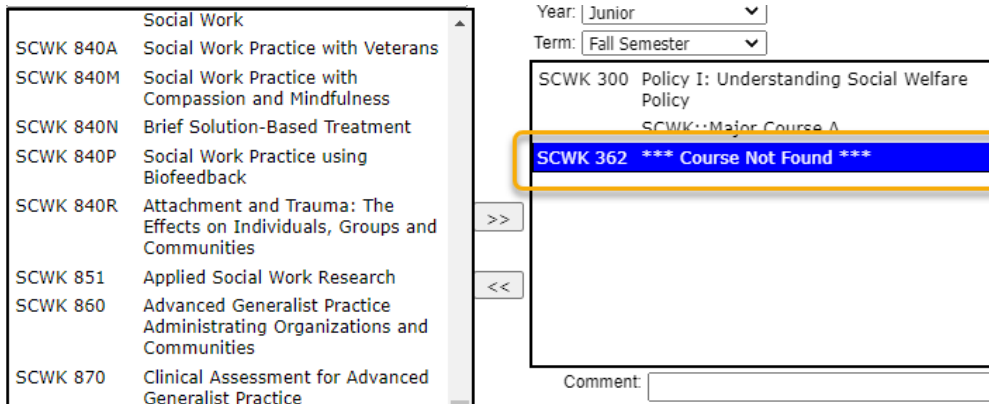 Social Work
SCWK 840A Social Work Practice with Veterans
SCWK 840M Social Work Practice with
Compassion and Mindfulness
SCWK 840N Brief Solution-Based Treatment
SCWK 840P Social Work Practice using
Biofeedback
SCWK 840R Attachment and Trauma: The
Effects on Individuals, Groups and
Communities
SCWK 851 Applied Social Work Research
SCWK 860 Advanced Generalist Practice
Administrating Organizations and
Communities
SCWK 870 Clinical Assessment for Advanced
Generalist Practice
>>
<<
Year: Junior
Term: Fall Semester
SCWK 300 Policy I: Understanding Social Welfare
Policy
SCWK::Major Course A
SCWK 362 *** Course Not Found ***
Comment: